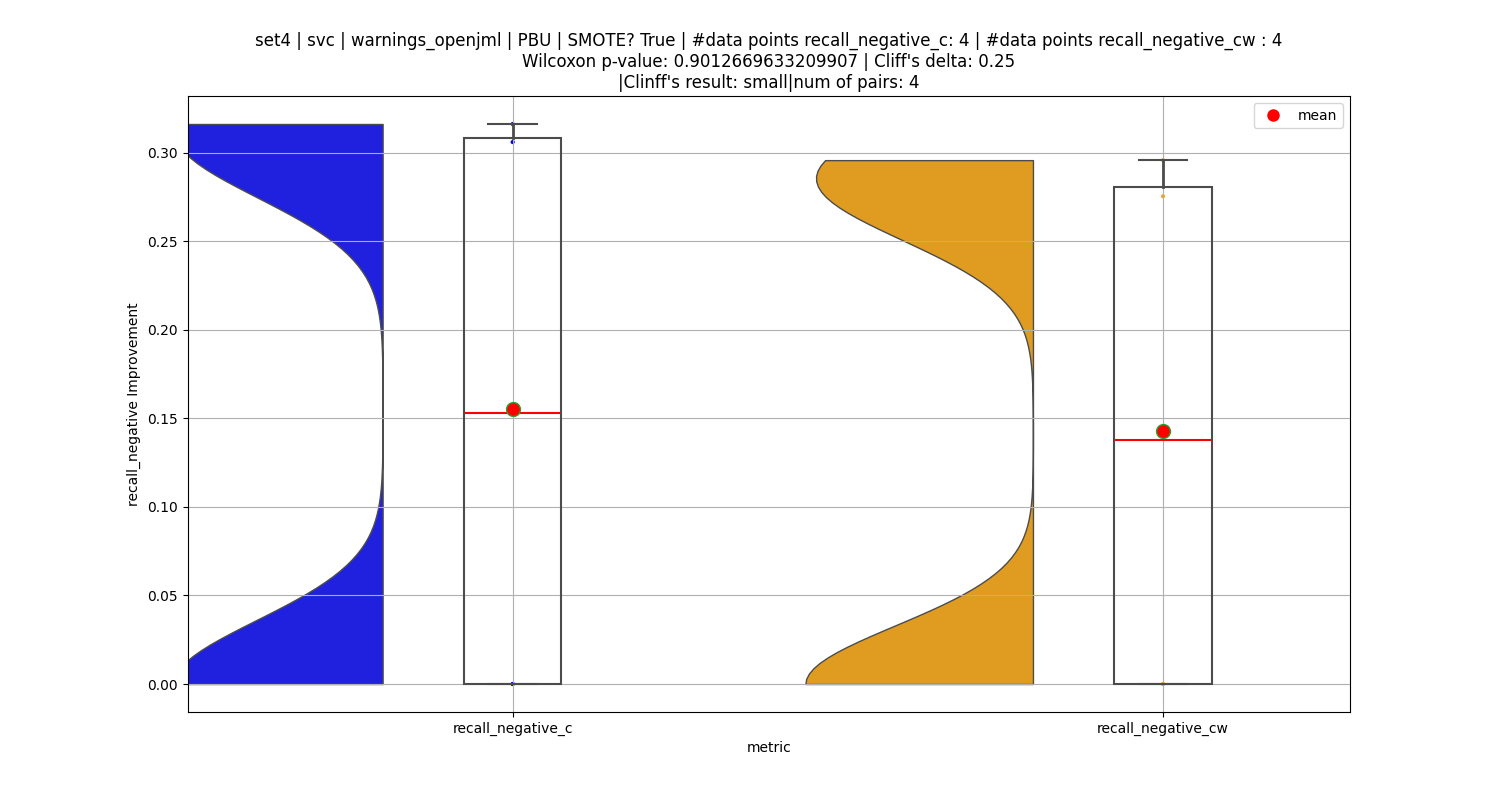 set4 | svc | warnings_openjml | PBU | SMOTE? True | #data points recall_negative_c: 4 | #data points recall_negative_cw : 4
Wilcoxon p-value: 0.9012669633209907 | Cliff's delta: 0.25
|Clinff's result: small|num of pairs: 4
mean
0.30
0.25
0.20
0.15
0.10
0.05
0.00
recall_negative Improvement
recall_negative_c
recall_negative_cw
metric